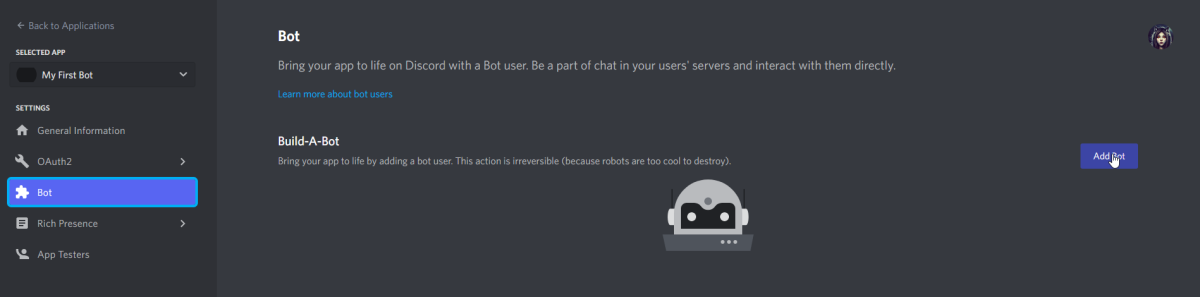 Back to Applications
SELECTED APP
My First Bot
SETTINGS
General Information
OAuth2
Bot
Rich Presence
App Testers
Bot
Bring your app to life on Discord with a Bot user. Be a part of chat in your users' servers and interact with them directly.
Learn more about bot users
Build-A-Bot
Bring your app to life by adding a bot user. This action is irreversible (because robots are too cool to destroy).
Add Bot